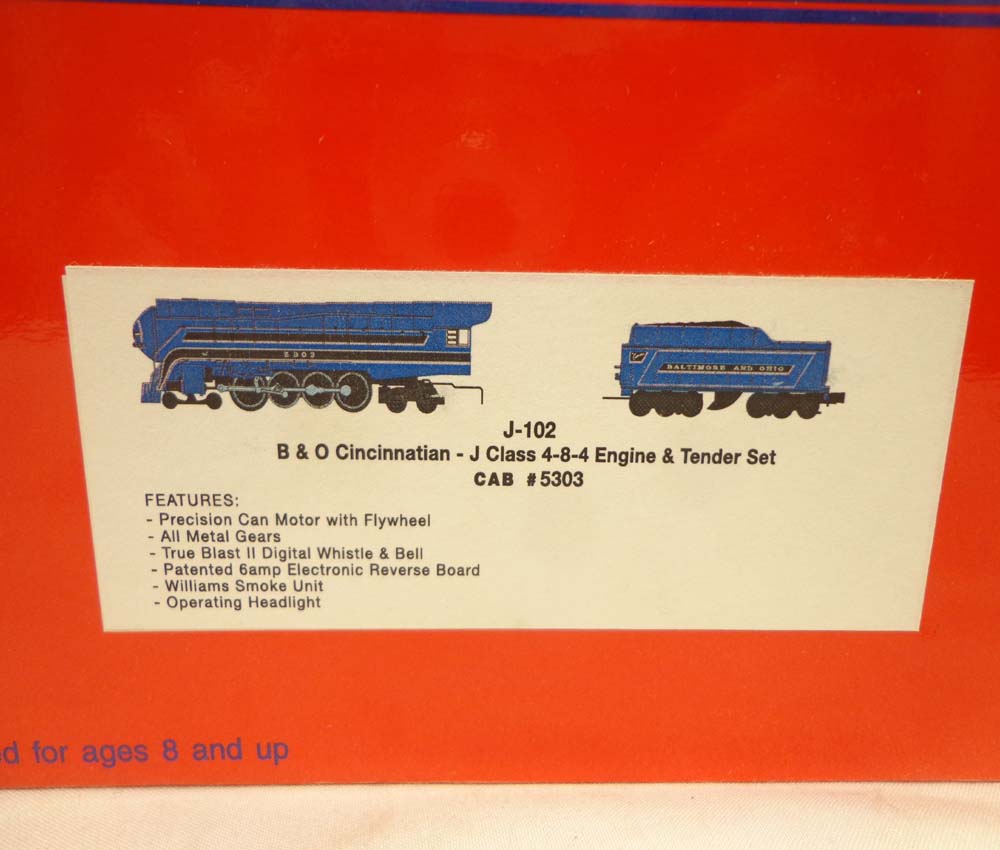 5303
BALTIMORE AND OHIO
J-102
B & O Cincinnatian - J Class 4-8-4 Engine & Tender Set
CAB #5303
FEATURES:
- Precision Can Motor with Flywheel
- All Metal Gears
- True Blast II Digital Whistle & Bell
- Patented 6amp Electronic Reverse Board
- Williams Smoke Unit
- Operating Headlight
for ages 8 and up